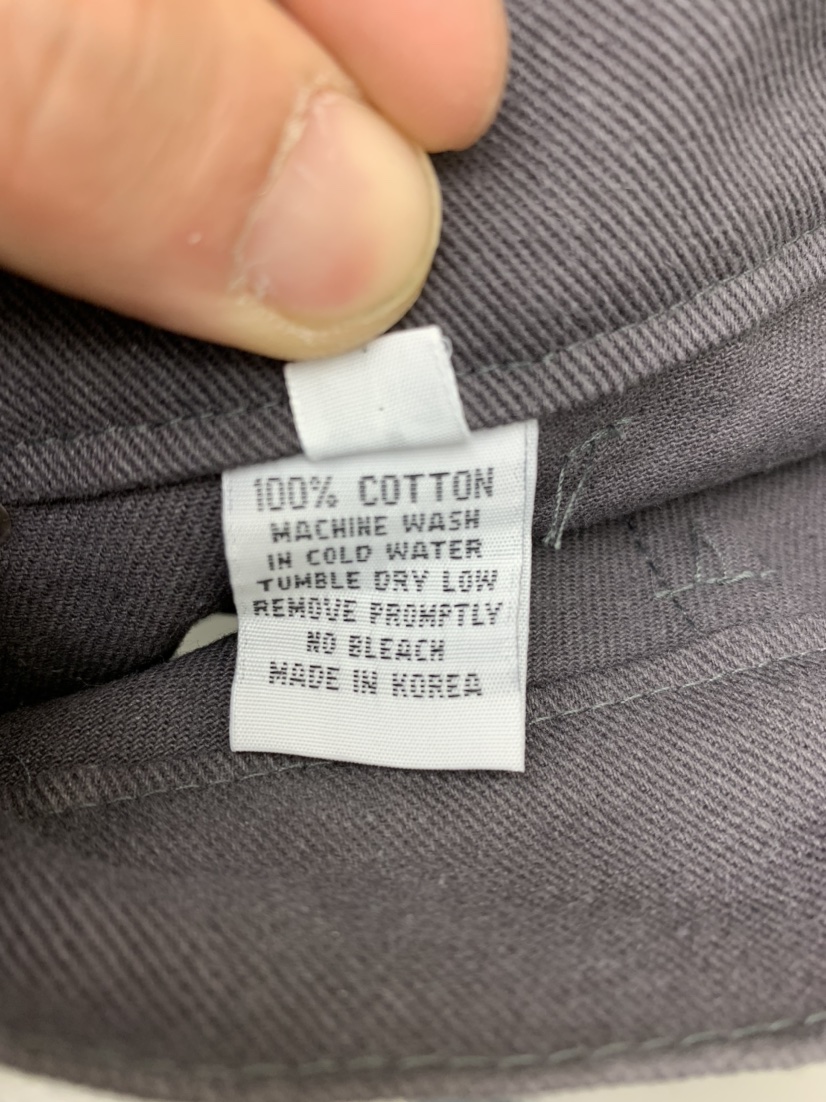 100% COTTON
MACHINE WASH
IN COLD WATER
TUMBLE DRY LOW
REMOVE PROMPTLY
NO BLEACH
MADE IN KOREA